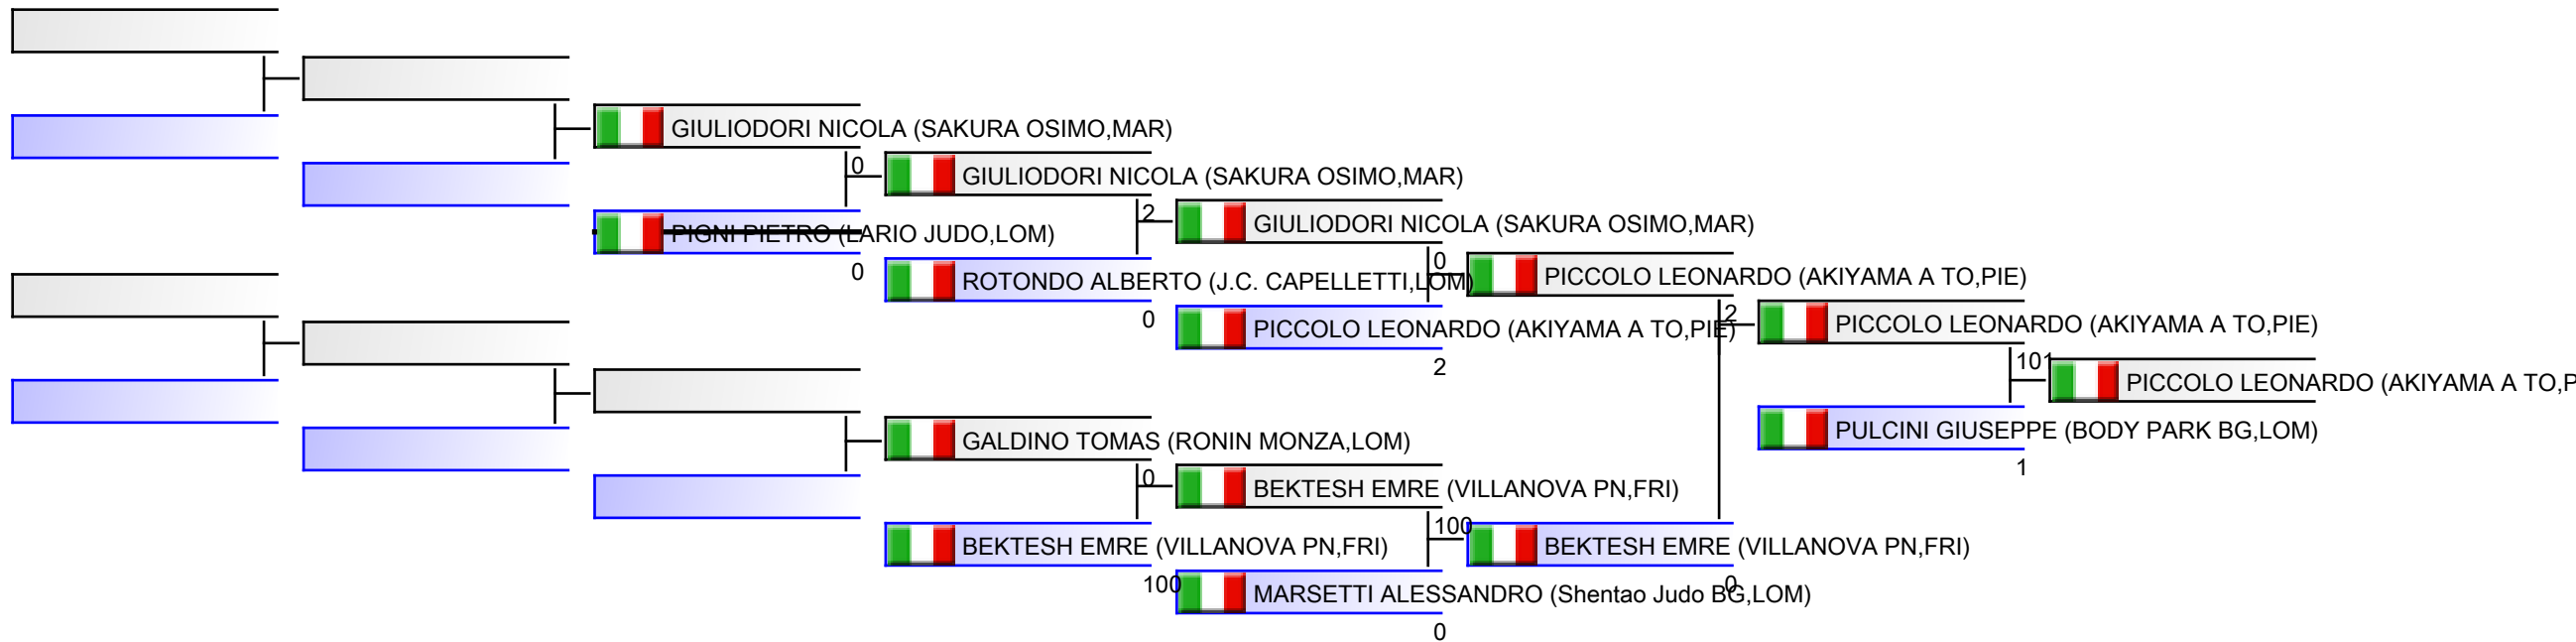 GIULIODORI NICOLA (SAKURA OSIMO,MAR)
0
GIULIODORI NICOLA (SAKURA OSIMO,MAR)
2
GIULIODORI NICOLA (SAKURA OSIMO,MAR)
PIGNI PIETRO (LARIO JUDO,LOM)
0
0
ROTONDO ALBERTO (J.C. CAPELLETTI,LOM)
PICCOLO LEONARDO (AKIYAMA A TO,PIE)
0
PICCOLO LEONARDO (AKIYAMA A TO,PIE)
2
PICCOLO LEONARDO (AKIYAMA A TO,PIE)
2
101
PICCOLO LEONARDO (AKIYAMA A TO,P
GALDINO TOMAS (RONIN MONZA,LOM)
PULCINI GIUSEPPE (BODY PARK BG,LOM)
1
0
BEKTESH EMRE (VILLANOVA PN,FRI)
100
BEKTESH EMRE (VILLANOVA PN,FRI)
BEKTESH EMRE (VILLANOVA PN,FRI)
100
MARSETTI ALESSANDRO (Shentao Judo BG,LOM)
0
0